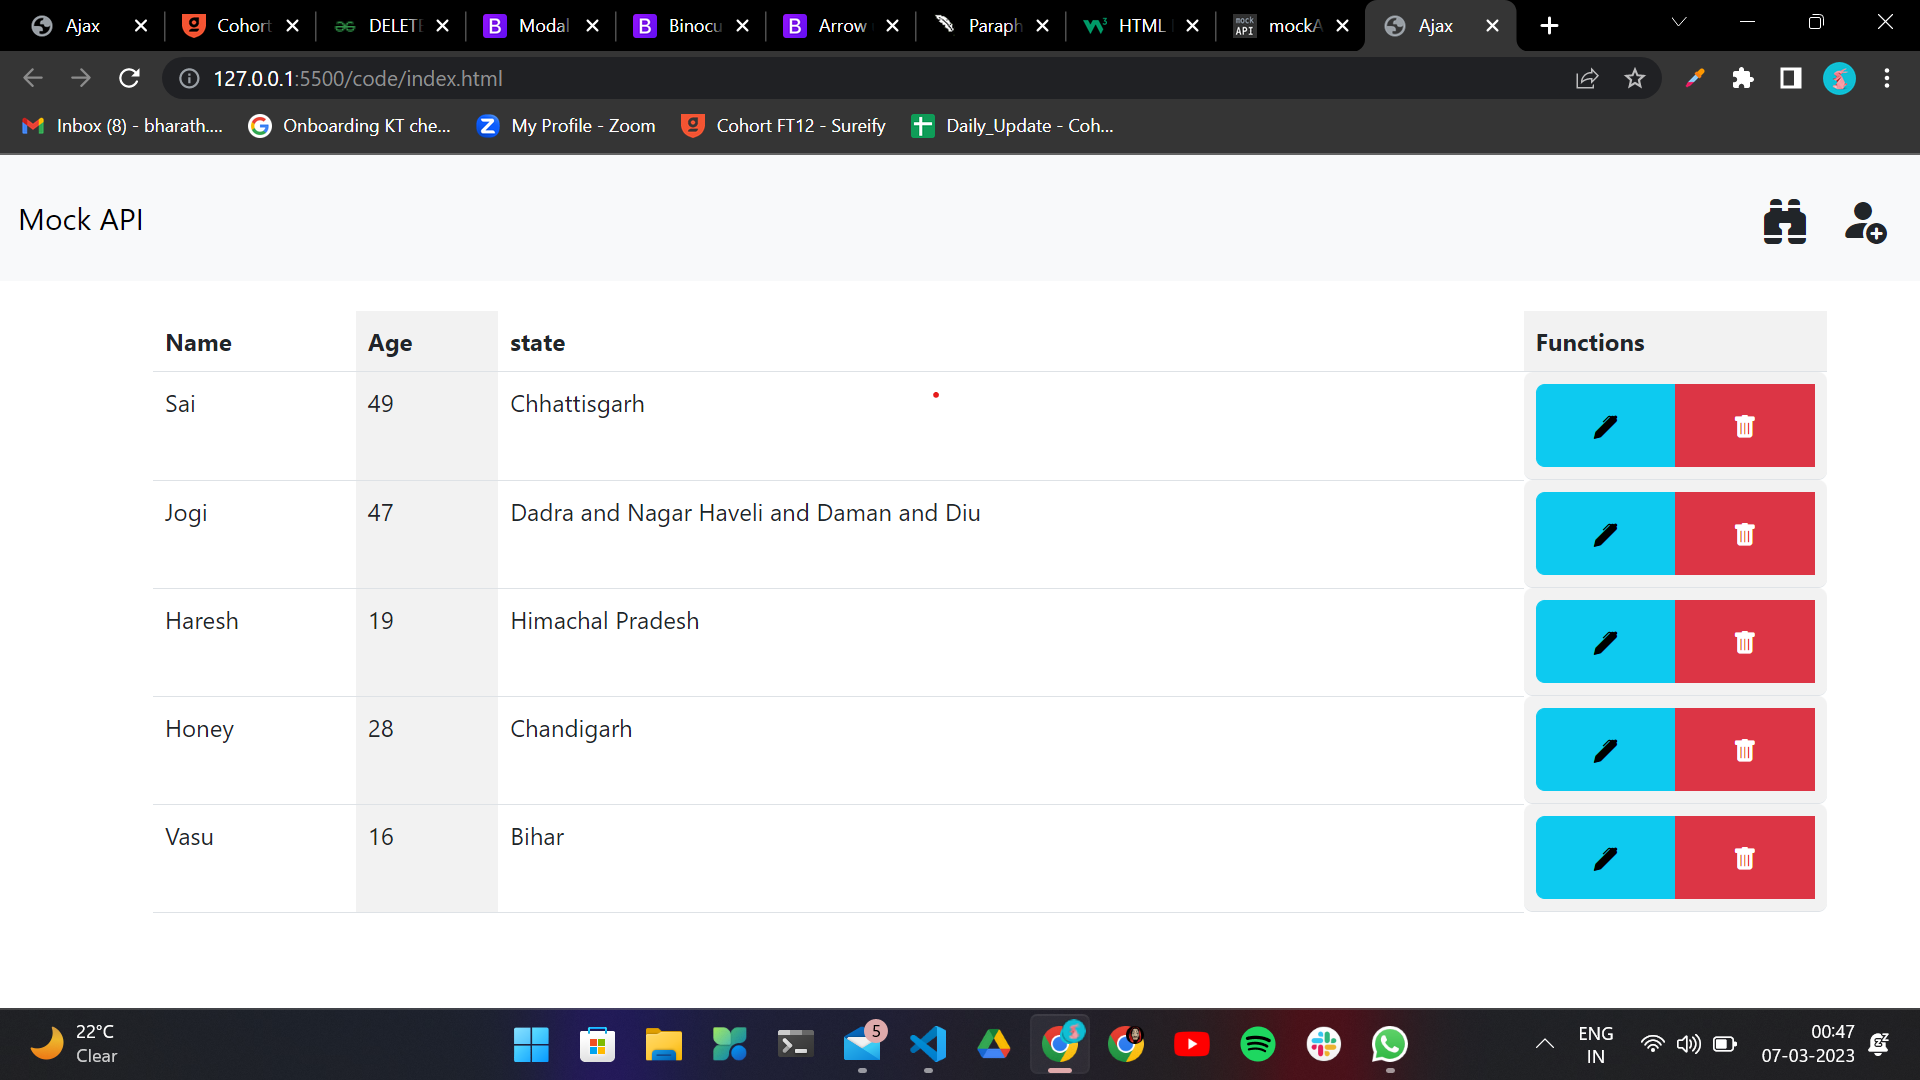 Ajax Cohort DELETE Modal Binocu Arrow Paraph HTML mockA Ajax
127.0.0.1:5500/code/index.html
Inbox (8) - bharath.... Onboarding KT che... My Profile - Zoom Cohort FT12 - Sureify Daily_Update - Coh...
Mock API
Name Age state Functions
Sai 49 Chhattisgarh
Jogi 47 Dadra and Nagar Haveli and Daman and Diu
Haresh 19 Himachal Pradesh
Honey 28 Chandigarh
Vasu 16 Bihar
22°C
Clear
5
ENG
IN
00:47
07-03-2023